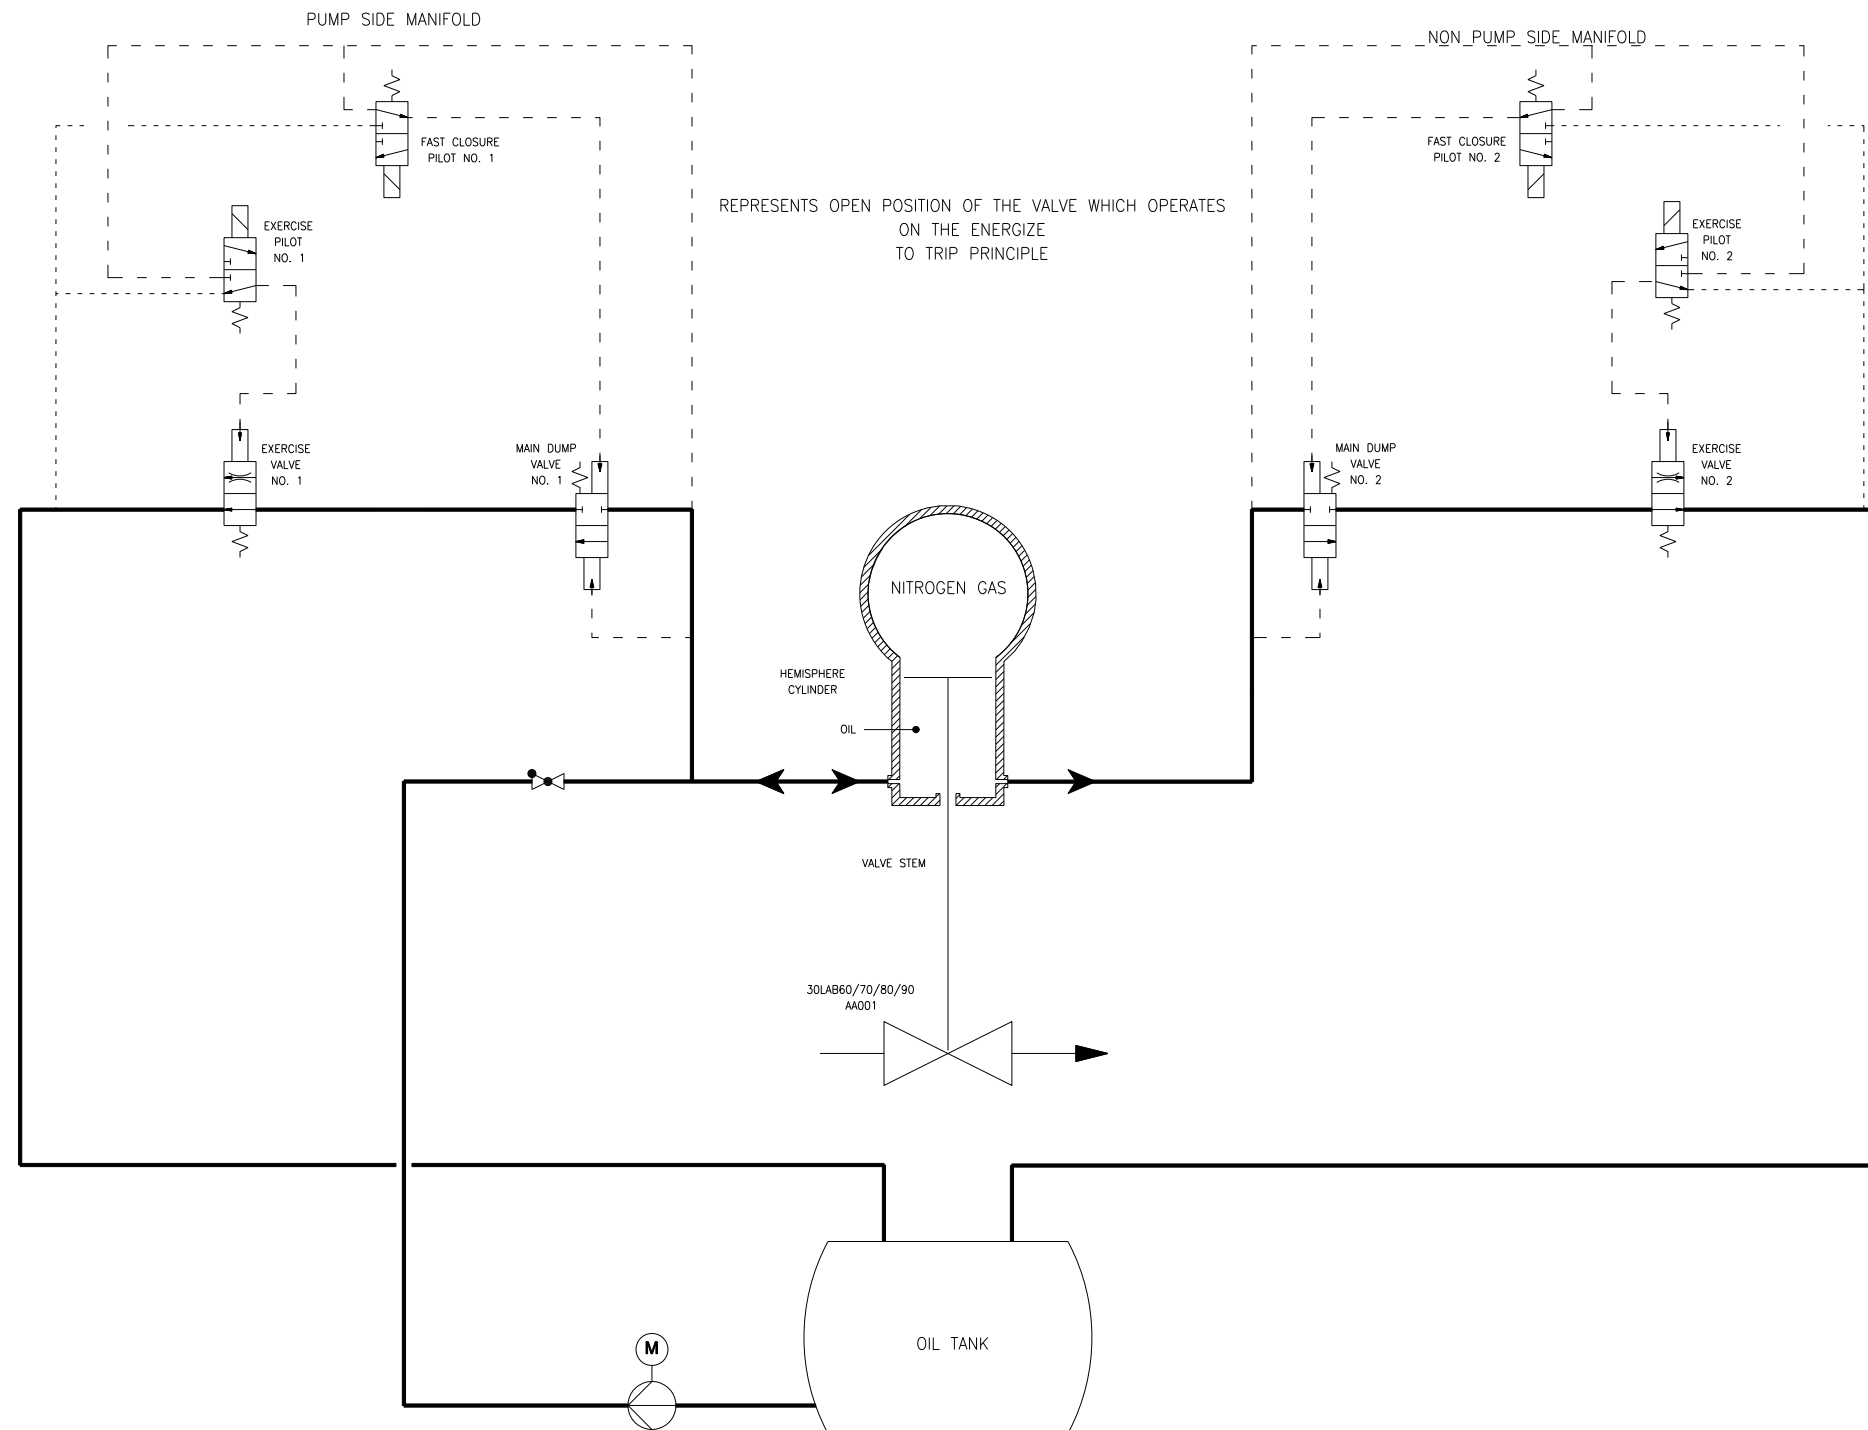 PUMP SIDE MANIFOLD
NON PUMP SIDE MANIFOLD
FAST CLOSURE
PILOT NO. 1
FAST CLOSURE
PILOT NO. 2
REPRESENTS OPEN POSITION OF THE VALVE WHICH OPERATES
ON THE ENERGIZE
TO TRIP PRINCIPLE
EXERCISE
PILOT
NO. 1
EXERCISE
PILOT
NO. 2
EXERCISE
VALVE
NO. 1
MAIN DUMP
VALVE
NO. 1
MAIN DUMP
VALVE
NO. 2
EXERCISE
VALVE
NO. 2
NITROGEN GAS
HEMISPHERE
CYLINDER
OIL
VALVE STEM
30LAB60/70/80/90
AA001
OIL TANK
M